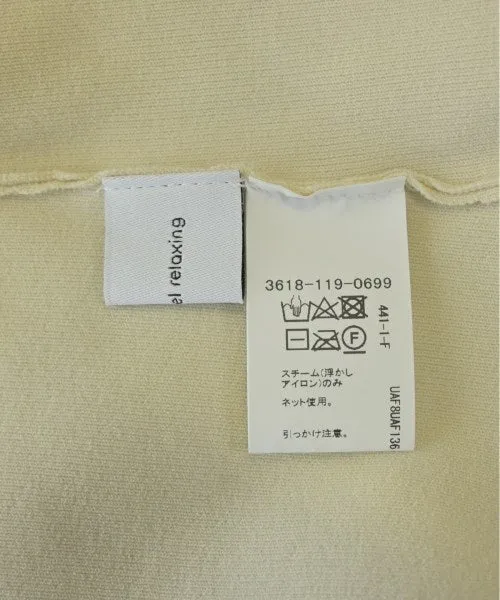 el relaxing
3618-119-0699
441-1-F
F
スチーム(浮かし
アイロン)のみ
ネット使用。
引っかけ注意。
UAF8UAF136